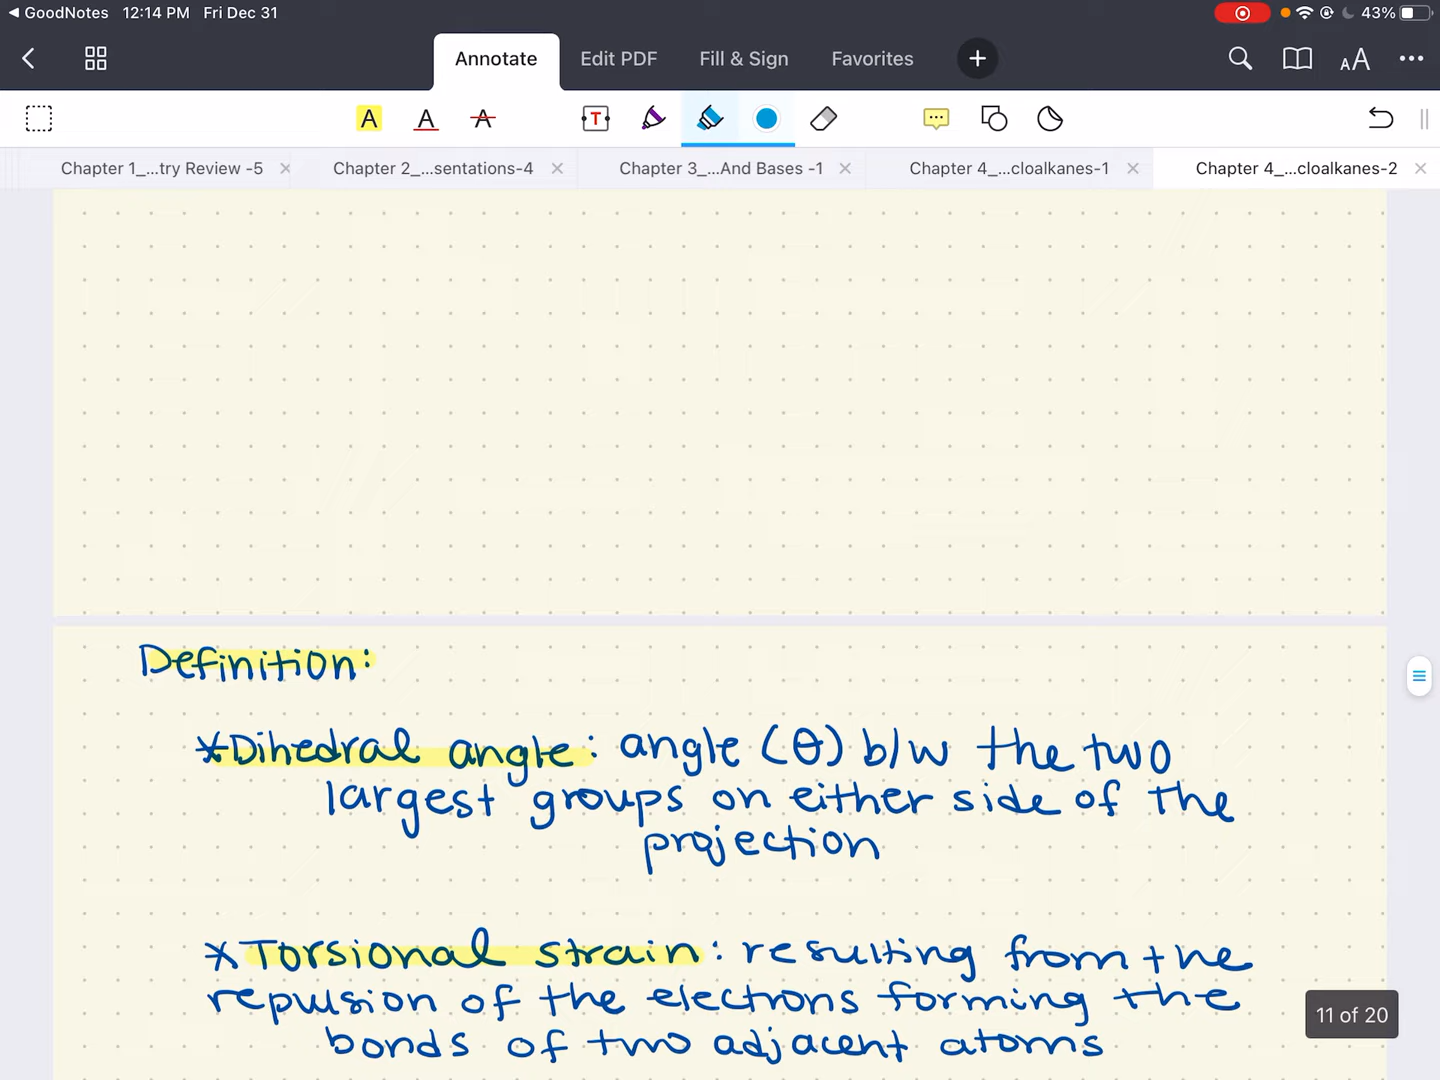 GoodNotes 12:14 PM Fri Dec 31 43%
Annotate Edit PDF Fill & Sign Favorites
AA
A A A T
Chapter 1_...try Review -5 Chapter 2_...sentations-4 Chapter 3_...And Bases -1 Chapter 4_...cloalkanes-1 Chapter 4_...cloalkanes-2
Definition:
*Dihedral angle: angle (θ) b/w the two
largest groups on either side of the
projection
* Torsional strain: resulting from the
repulsion of the electrons forming the
bonds of two adjacent atoms
11 of 20